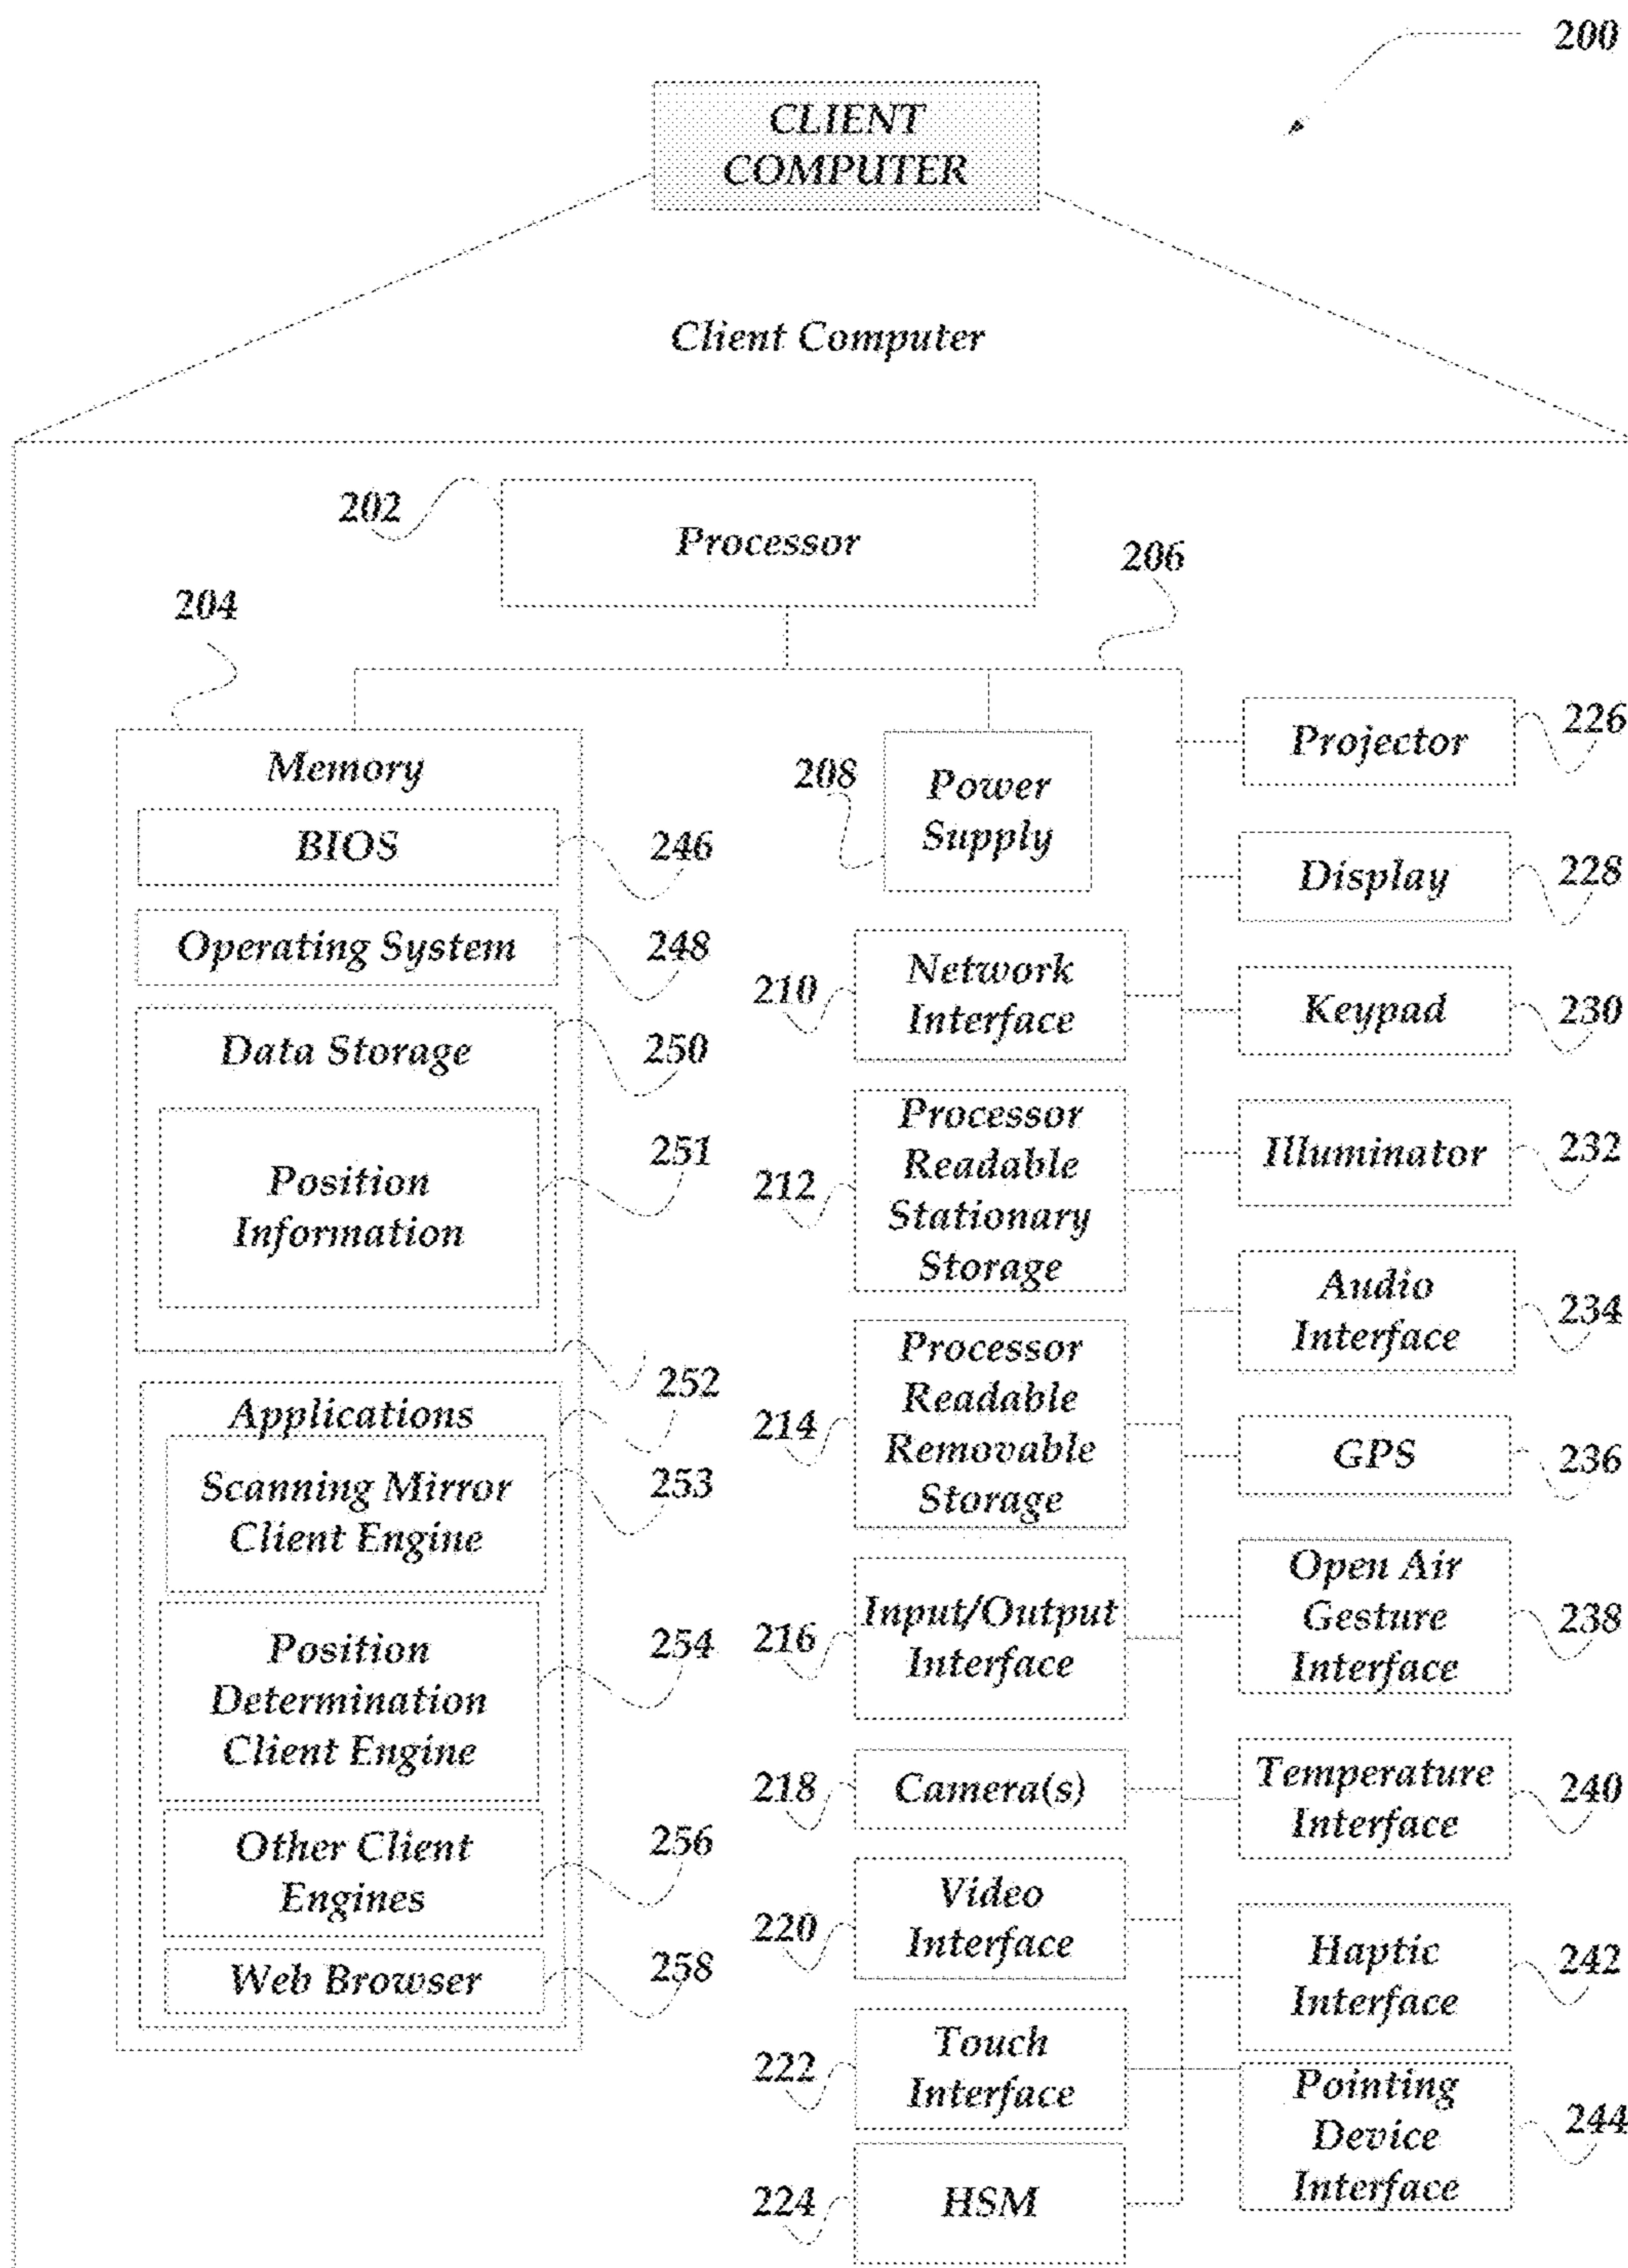 200
CLIENT
COMPUTER
Client Computer
202
Processor
206
204
Memory
BIOS
246
Operating System
248
Data Storage
250
Position
Information
251
252
Applications
Scanning Mirror
Client Engine
253
Position
Determination
Client Engine
254
Other Client
Engines
256
Web Browser
258
208
Power
Supply
210
Network
Interface
212
Processor
Readable
Stationary
Storage
214
Processor
Readable
Removable
Storage
216
Input/Output
Interface
218
Camera(s)
220
Video
Interface
222
Touch
Interface
224
HSM
Projector
226
Display
228
Keypad
230
Illuminator
232
Audio
Interface
234
GPS
236
Open Air
Gesture
Interface
238
Temperature
Interface
240
Haptic
Interface
242
Pointing
Device
Interface
244